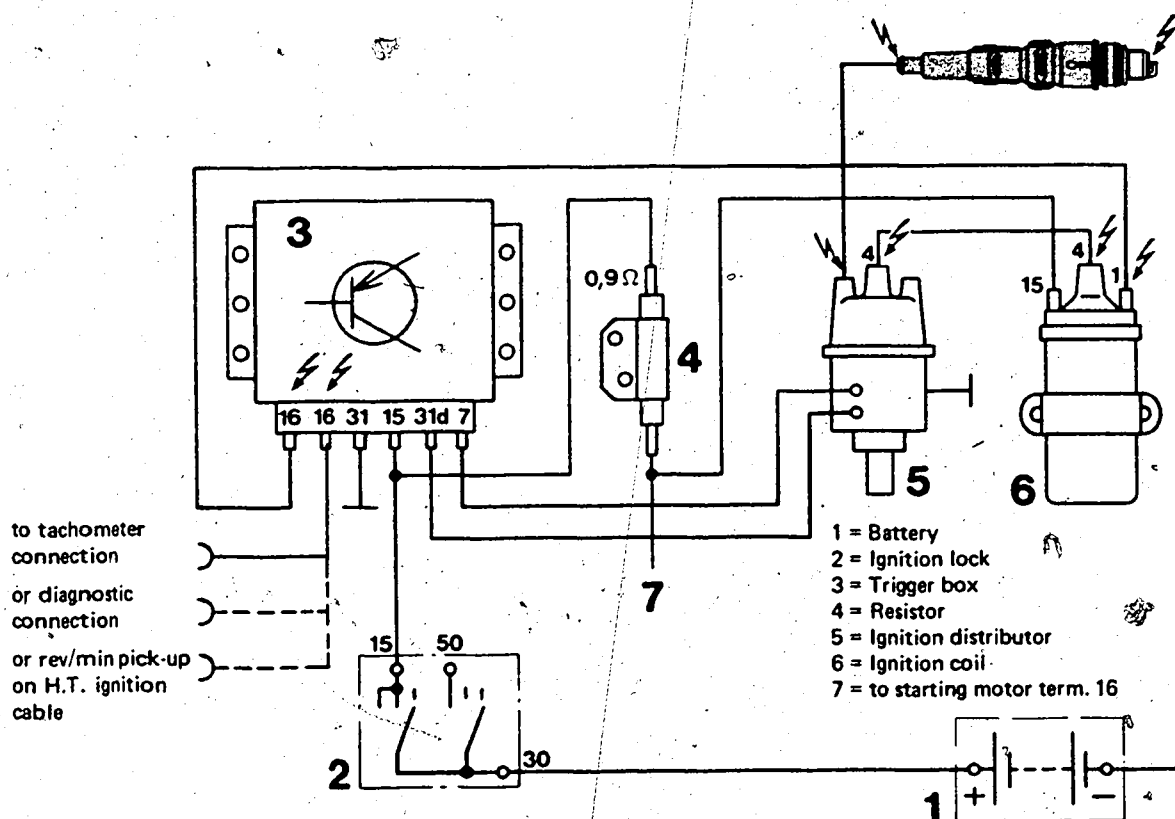 3
0,9 Ω
4
4
4
1
15
16 16 31 15 31d 7
5
6
to tachometer
connection
or diagnostic
connection
or rev/min pick-up
on H.T. ignition
cable
7
1 = Battery
2 = Ignition lock
3 = Trigger box
4 = Resistor
5 = Ignition distributor
6 = Ignition coil
7 = to starting motor term. 16
15 50
2
30
1
+ −